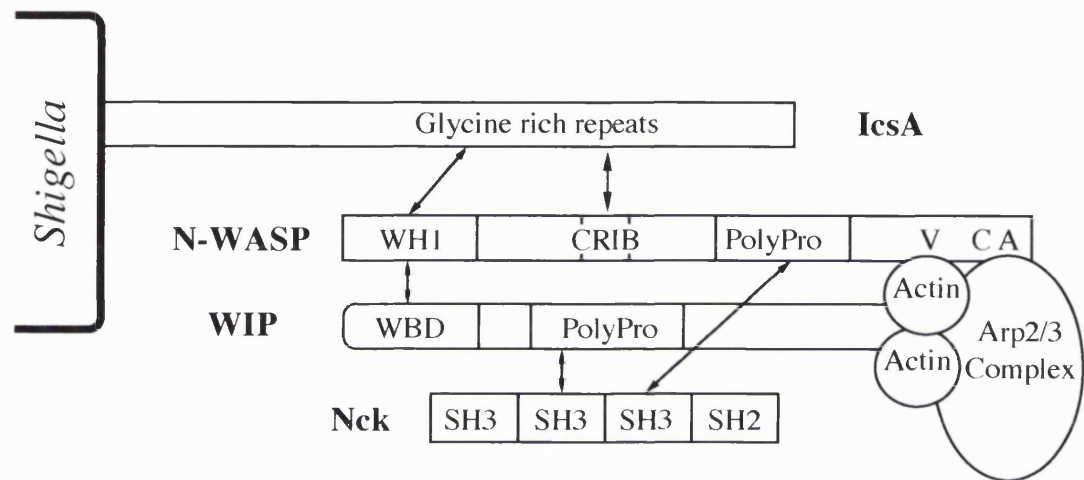 Shigella
Glycine rich repeats
IcsA
N-WASP
WH1
CRIB
PolyPro
V
C A
WIP
WBD
PolyPro
Actin
Actin
Arp2/3
Complex
Nck
SH3
SH3
SH3
SH2